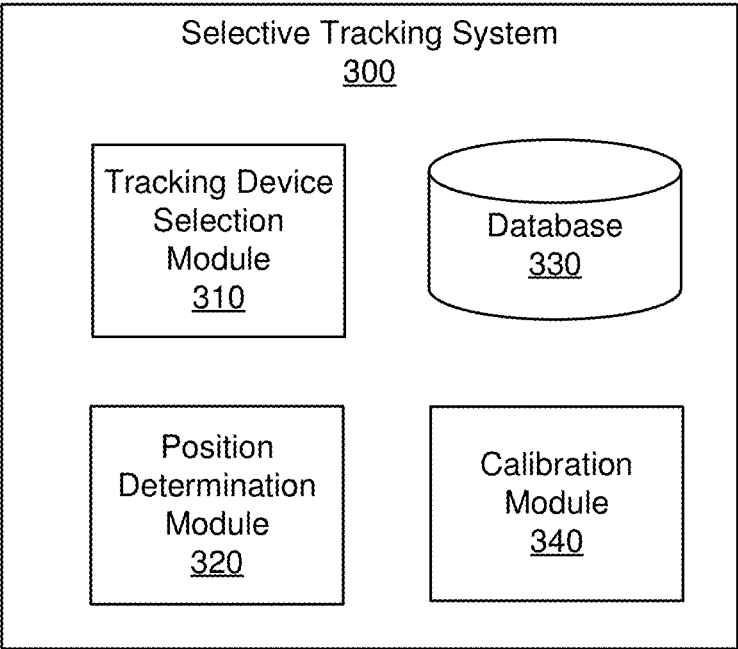 Selective Tracking System
300
Tracking Device
Selection
Module
310
Database
330
Position
Determination
Module
320
Calibration
Module
340